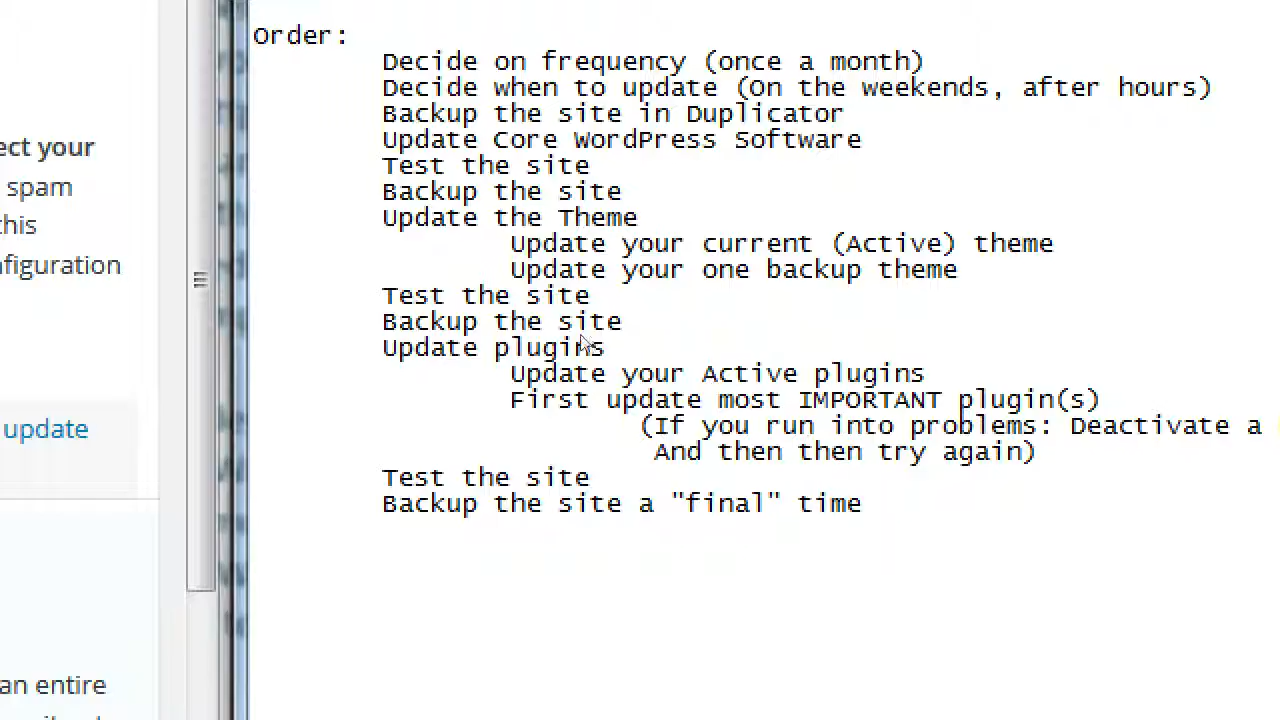 Order:
Decide on frequency (once a month)
Decide when to update (On the weekends, after hours)
Backup the site in Duplicator
Update Core WordPress Software
Test the site
Backup the site
Update the Theme
Update your current (Active) theme
Update your one backup theme
Test the site
Backup the site
Update plugins
Update your Active plugins
First update most IMPORTANT plugin(s)
(If you run into problems: Deactivate a
And then then try again)
Test the site
Backup the site a "final" time
ect your
spam
this
nfiguration
update
an entire